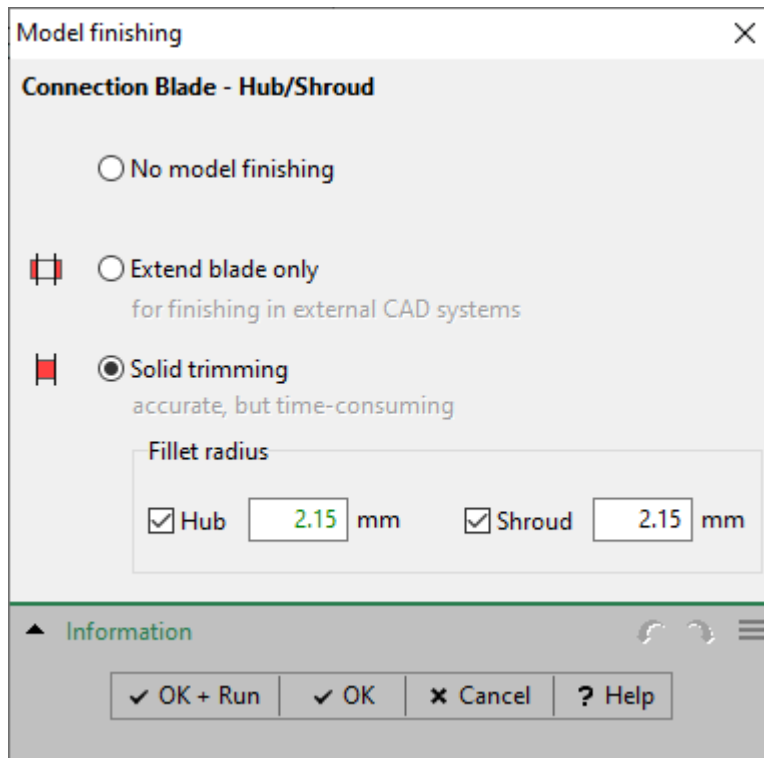 Model finishing
Connection Blade - Hub/Shroud
No model finishing
Extend blade only
for finishing in external CAD systems
Solid trimming
accurate, but time-consuming
Fillet radius
Hub 2.15 mm Shroud 2.15 mm
Information
OK + Run OK Cancel ? Help